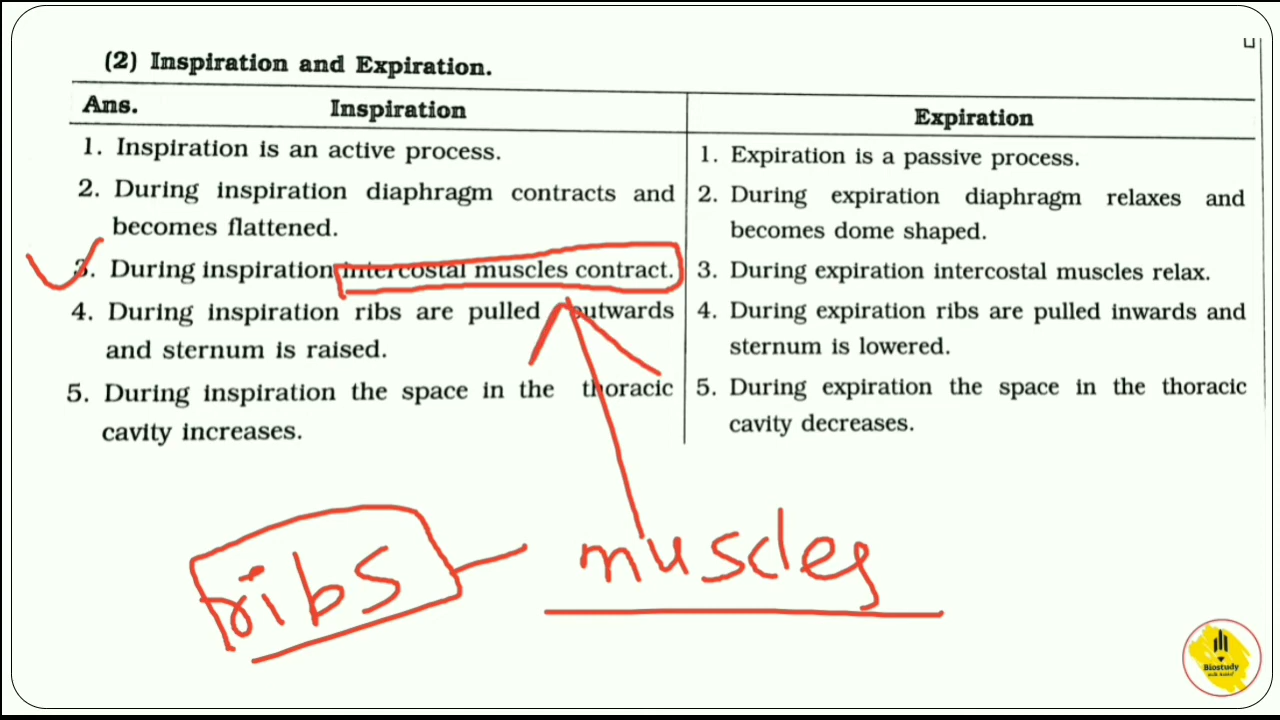 (2) Inspiration and Expiration.
Ans. Inspiration
1. Inspiration is an active process.
2. During inspiration diaphragm contracts and
becomes flattened.
3. During inspiration intercostal muscles contract.
4. During inspiration ribs are pulled outwards
and sternum is raised.
5. During inspiration the space in the thoracic
cavity increases.
Expiration
1. Expiration is a passive process.
2. During expiration diaphragm relaxes and
becomes dome shaped.
3. During expiration intercostal muscles relax.
4. During expiration ribs are pulled inwards and
sternum is lowered.
5. During expiration the space in the thoracic
cavity decreases.
ribs muscles
Biostudy